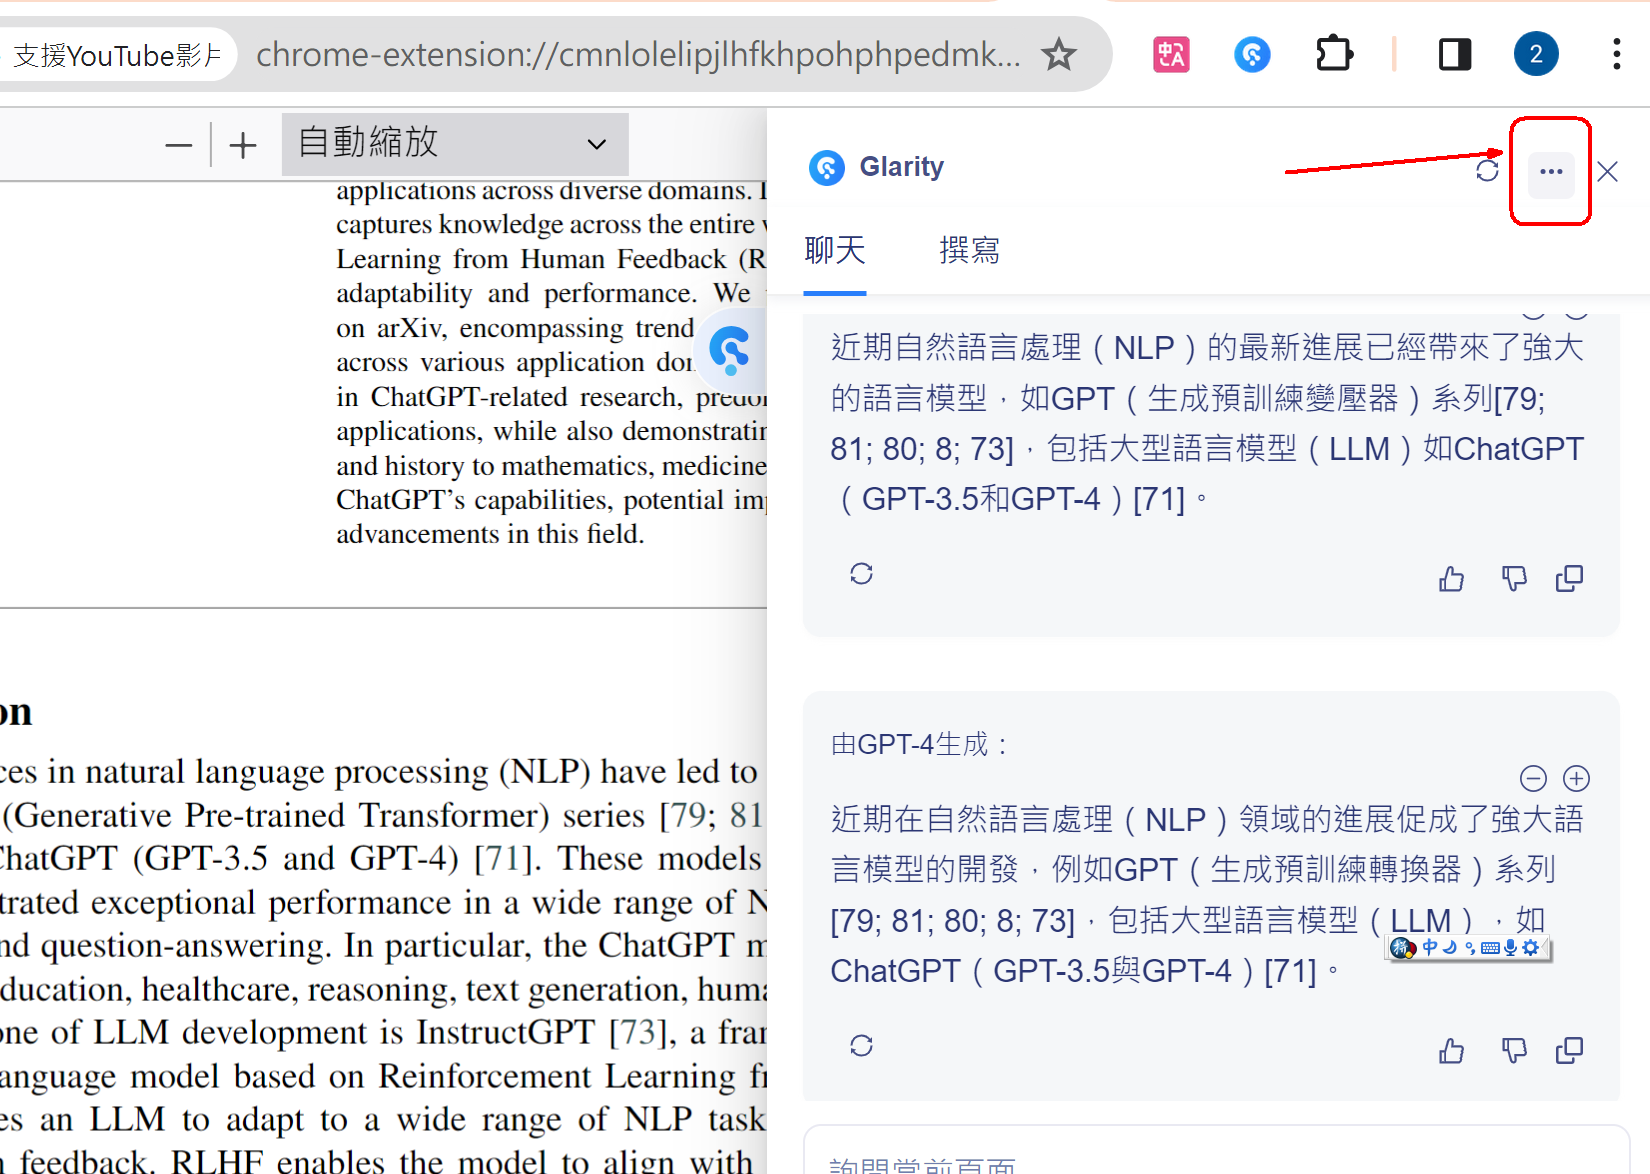 支援YouTube影片
chrome-extension://cmnlolelipjlhfkhpohphpedmk...
2
自動縮放
applications across diverse domains.
captures knowledge across the entire
Learning from Human Feedback (R
adaptability and performance. We
on arXiv, encompassing trend
across various application
in ChatGPT-related research,
applications, while also demonstratin
and history to mathematics, medicine
ChatGPT's capabilities, potential im
advancements in this field.
on
ces in natural language processing (NLP) have led to
(Generative Pre-trained Transformer) series [79; 81
ChatGPT (GPT-3.5 and GPT-4) [71]. These models
trated exceptional performance in a wide range of N
nd question-answering. In particular, the ChatGPT m
ducation, healthcare, reasoning, text generation, huma
one of LLM development is InstructGPT [73], a fra
anguage model based on Reinforcement Learning f
es an LLM to adapt to a wide range of NLP task
n feedback. RLHF enables the model to align with
Glarity
聊天 撰寫
近期自然語言處理（NLP）的最新進展已經帶來了強大
的語言模型，如GPT（生成預訓練變壓器）系列[79;
81; 80; 8; 73]，包括大型語言模型（LLM）如ChatGPT
（GPT-3.5和GPT-4）[71]。
由GPT-4生成：
近期在自然語言處理（NLP）領域的進展促成了強大語
言模型的開發，例如GPT（生成預訓練轉換器）系列
[79; 81; 80; 8; 73]，包括大型語言模型（LLM），如
中
ChatGPT（GPT-3.5與GPT-4）[71]。
詢問當前頁面